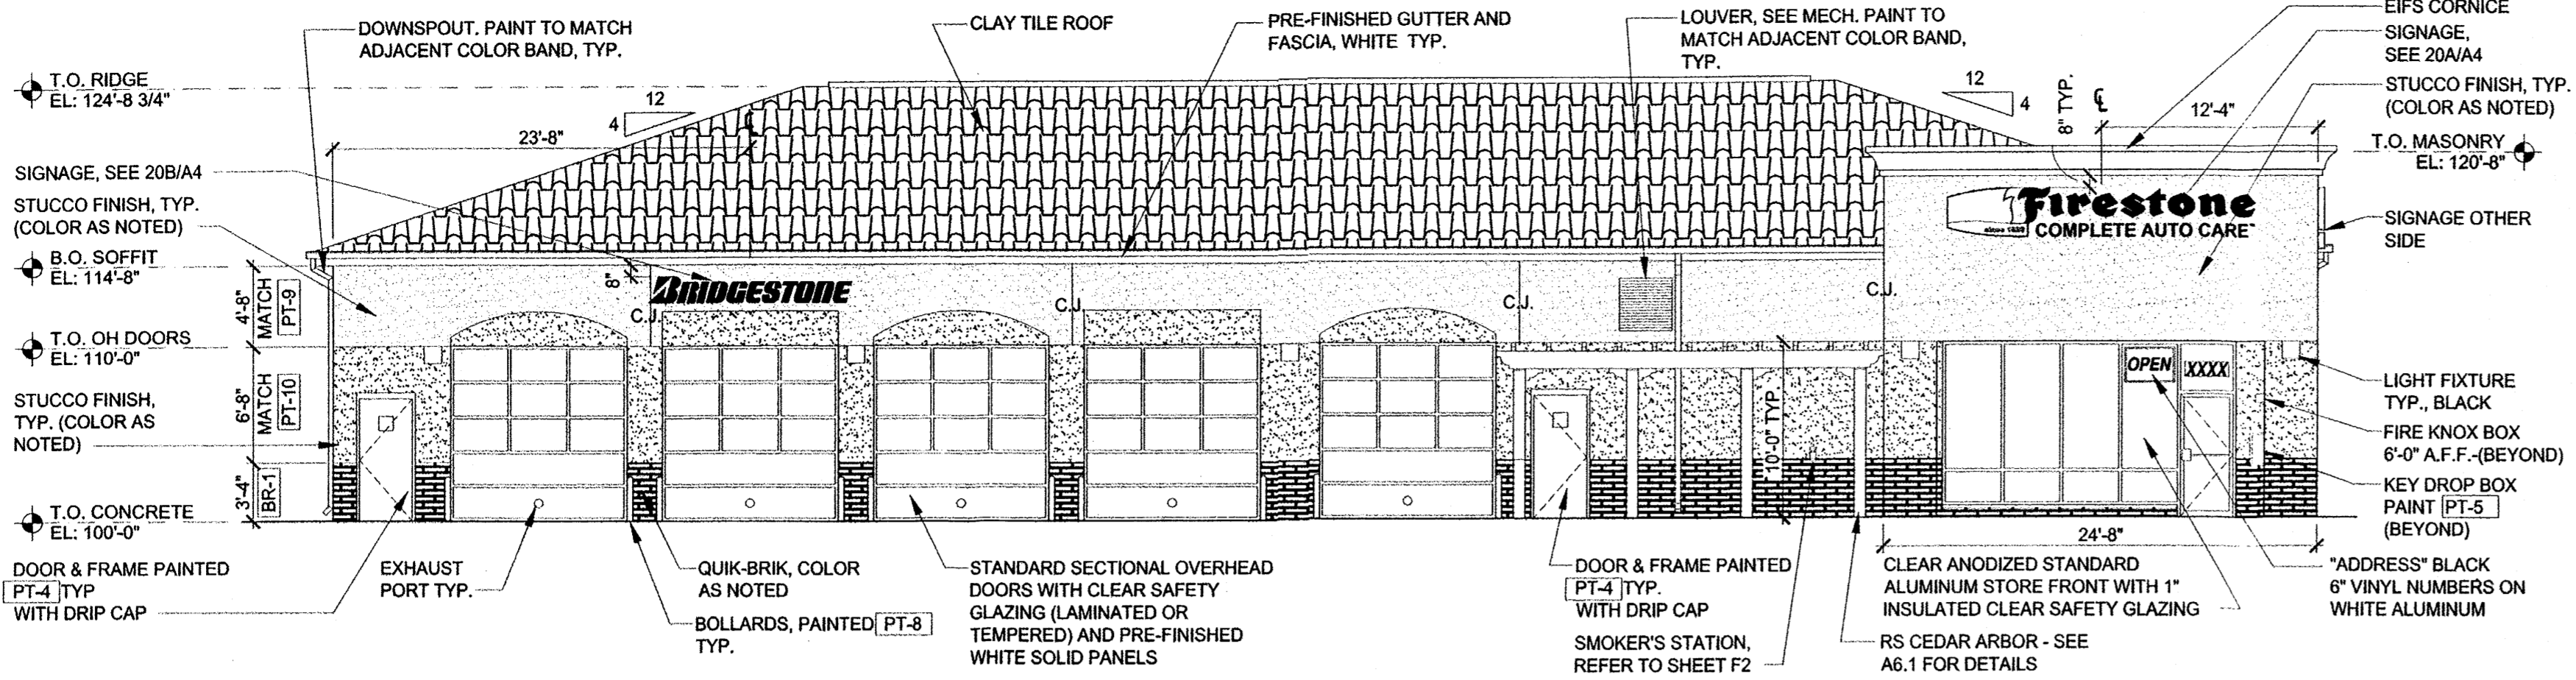 DOWNSPOUT. PAINT TO MATCH
ADJACENT COLOR BAND, TYP.
CLAY TILE ROOF
PRE-FINISHED GUTTER AND
FASCIA, WHITE TYP.
LOUVER, SEE MECH. PAINT TO
MATCH ADJACENT COLOR BAND,
TYP.
EIFS CORNICE
SIGNAGE,
SEE 20A/A4
STUCCO FINISH, TYP.
(COLOR AS NOTED)
T.O. RIDGE
EL: 124'-8 3/4"
12
4
℄
23'-8"
12
4
8" TYP.
℄
12'-4"
T.O. MASONRY
EL: 120'-8"
SIGNAGE, SEE 20B/A4
STUCCO FINISH, TYP.
(COLOR AS NOTED)
B.O. SOFFIT
EL: 114'-8"
4'-8"
MATCH
PT-9
8"
BRIDGESTONE
C.J.
C.J.
C.J.
C.J.
Firestone
since 1926
COMPLETE AUTO CARE™
SIGNAGE OTHER
SIDE
T.O. OH DOORS
EL: 110'-0"
6'-8"
MATCH
PT-10
STUCCO FINISH,
TYP. (COLOR AS
NOTED)
3'-4"
BR-1
T.O. CONCRETE
EL: 100'-0"
10'-0" TYP.
OPEN
XXXX
LIGHT FIXTURE
TYP., BLACK
FIRE KNOX BOX
6'-0" A.F.F.-(BEYOND)
KEY DROP BOX
PAINT PT-5
(BEYOND)
24'-8"
DOOR & FRAME PAINTED
PT-4 TYP
WITH DRIP CAP
EXHAUST
PORT TYP.
QUIK-BRIK, COLOR
AS NOTED
BOLLARDS, PAINTED PT-8
TYP.
STANDARD SECTIONAL OVERHEAD
DOORS WITH CLEAR SAFETY
GLAZING (LAMINATED OR
TEMPERED) AND PRE-FINISHED
WHITE SOLID PANELS
DOOR & FRAME PAINTED
PT-4 TYP.
WITH DRIP CAP
SMOKER'S STATION,
REFER TO SHEET F2
CLEAR ANODIZED STANDARD
ALUMINUM STORE FRONT WITH 1"
INSULATED CLEAR SAFETY GLAZING
RS CEDAR ARBOR - SEE
A6.1 FOR DETAILS
"ADDRESS" BLACK
6" VINYL NUMBERS ON
WHITE ALUMINUM